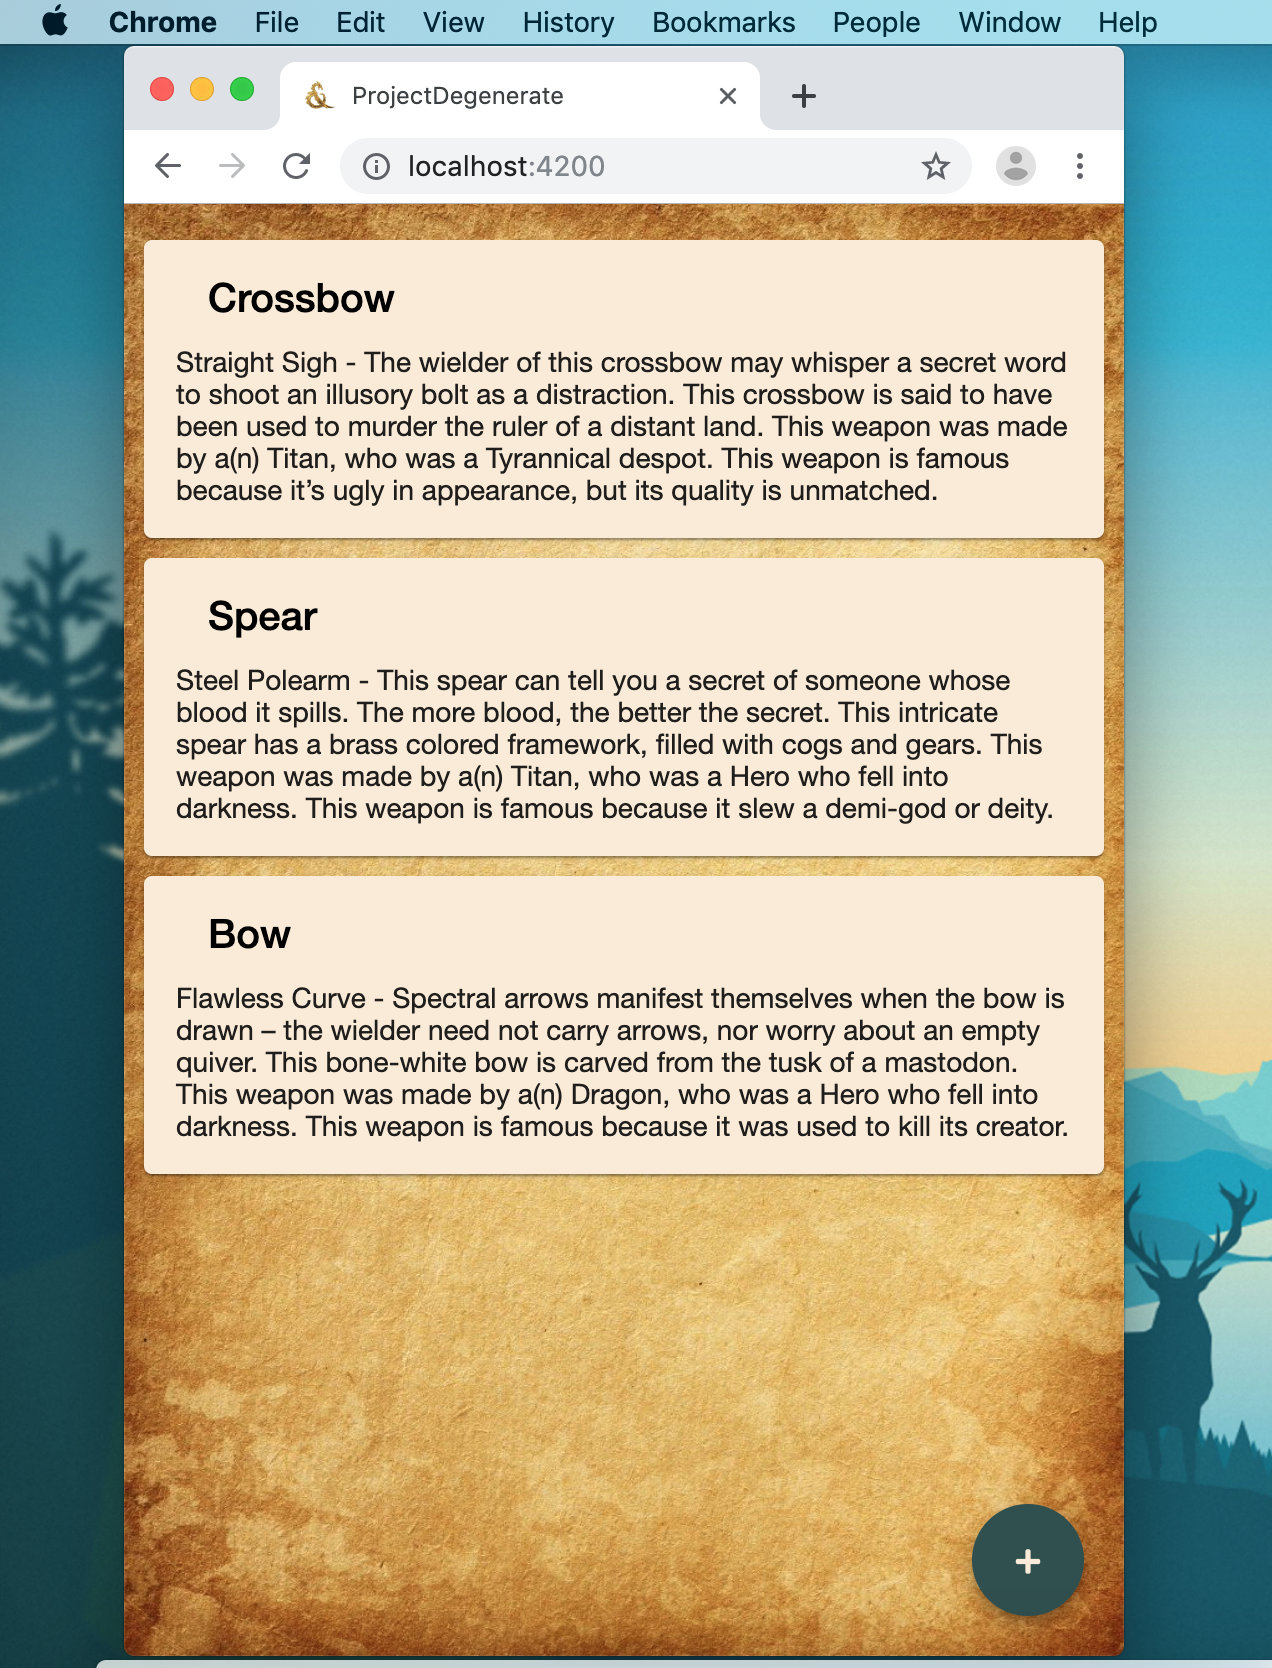 Chrome File Edit View History Bookmarks People Window Help
ProjectDegenerate
localhost:4200
Crossbow
Straight Sigh - The wielder of this crossbow may whisper a secret word
to shoot an illusory bolt as a distraction. This crossbow is said to have
been used to murder the ruler of a distant land. This weapon was made
by a(n) Titan, who was a Tyrannical despot. This weapon is famous
because it’s ugly in appearance, but its quality is unmatched.
Spear
Steel Polearm - This spear can tell you a secret of someone whose
blood it spills. The more blood, the better the secret. This intricate
spear has a brass colored framework, filled with cogs and gears. This
weapon was made by a(n) Titan, who was a Hero who fell into
darkness. This weapon is famous because it slew a demi-god or deity.
Bow
Flawless Curve - Spectral arrows manifest themselves when the bow is
drawn – the wielder need not carry arrows, nor worry about an empty
quiver. This bone-white bow is carved from the tusk of a mastodon.
This weapon was made by a(n) Dragon, who was a Hero who fell into
darkness. This weapon is famous because it was used to kill its creator.
+